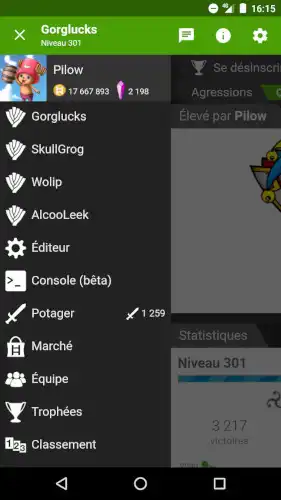 16:15
Gorglucks
Niveau 301
Pilow
17 667 893
2 198
Se désinscri
Agressions
Gorglucks
Élevé par Pilow
SkullGrog
Wolip
AlcooLeek
Éditeur
Console (bêta)
Potager
1 259
Marché
Statistiques
Équipe
Niveau 301
Trophées
3 217
victoires
Classement